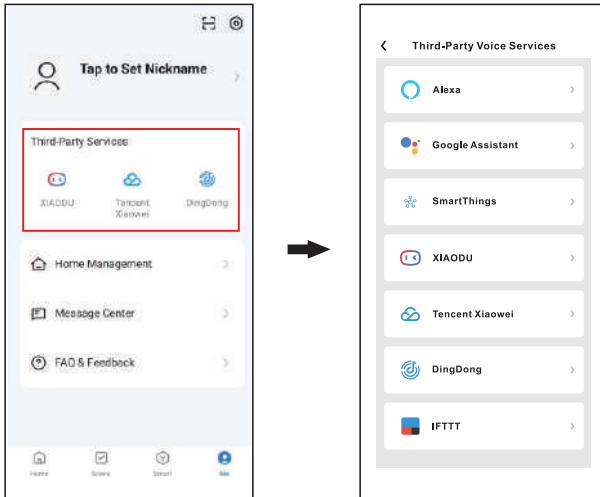 Tap to Set Nickname
Third-Party Services
XIAODU
Tencent
Xiaowei
DingDong
Home Management
Message Center
FAQ & Feedback
Home
Scene
Smart
Me
Third-Party Voice Services
Alexa
Google Assistant
SmartThings
XIAODU
Tencent Xiaowei
DingDong
IFTTT